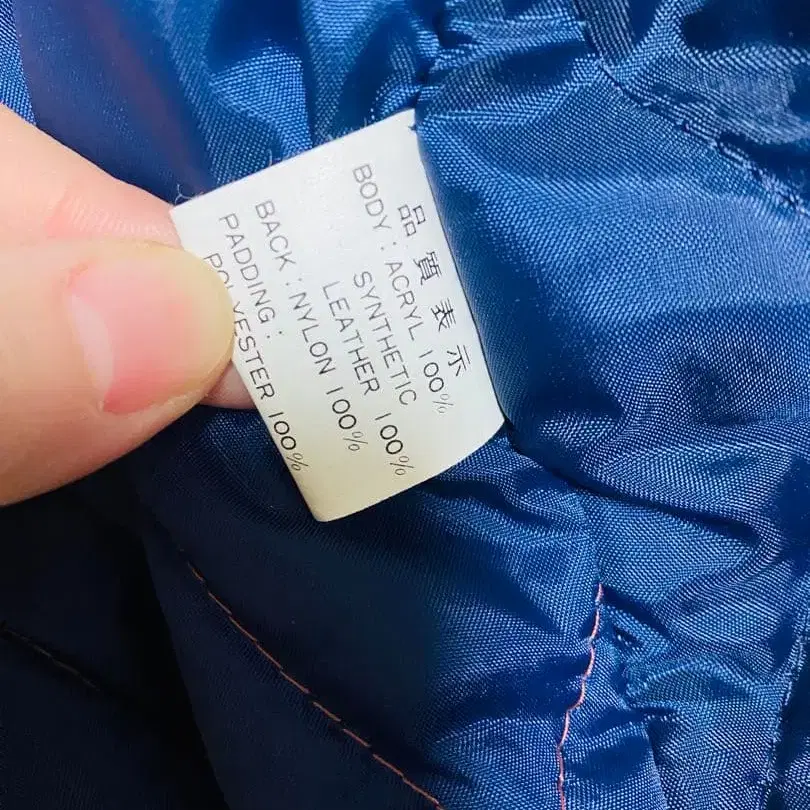 品質表示
BODY : ACRYL 100%
SYNTHETIC
LEATHER 100%
BACK : NYLON 100%
PADDING :
POLYESTER 100%